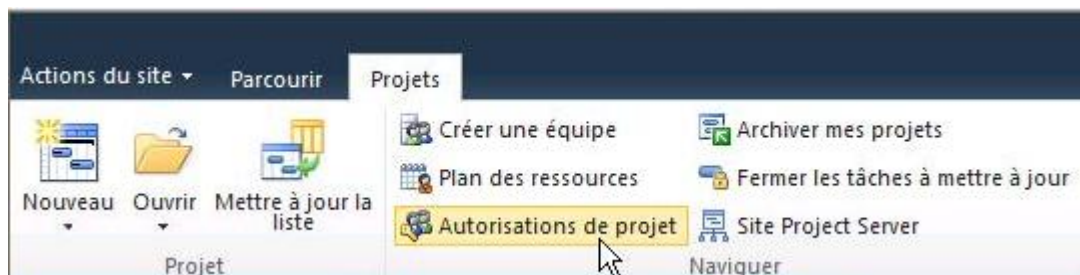 Actions du site
Parcourir
Projets
Nouveau
Ouvrir
Mettre à jour la
liste
Projet
Créer une équipe
Plan des ressources
Autorisations de projet
Archiver mes projets
Fermer les tâches à mettre à jour
Site Project Server
Naviguer